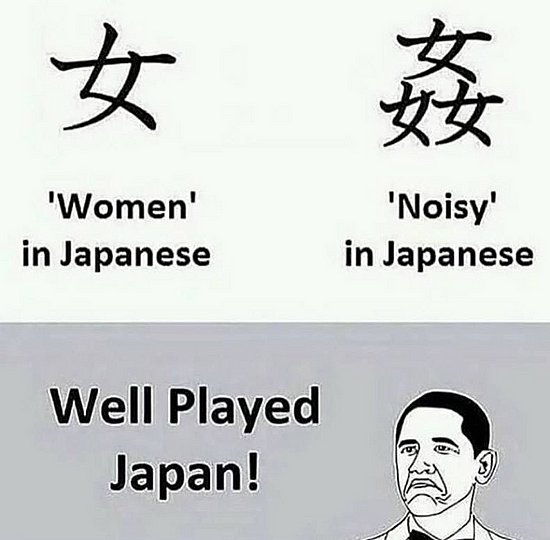 女 姦
'Women' 'Noisy'
in Japanese in Japanese
Well Played
Japan!